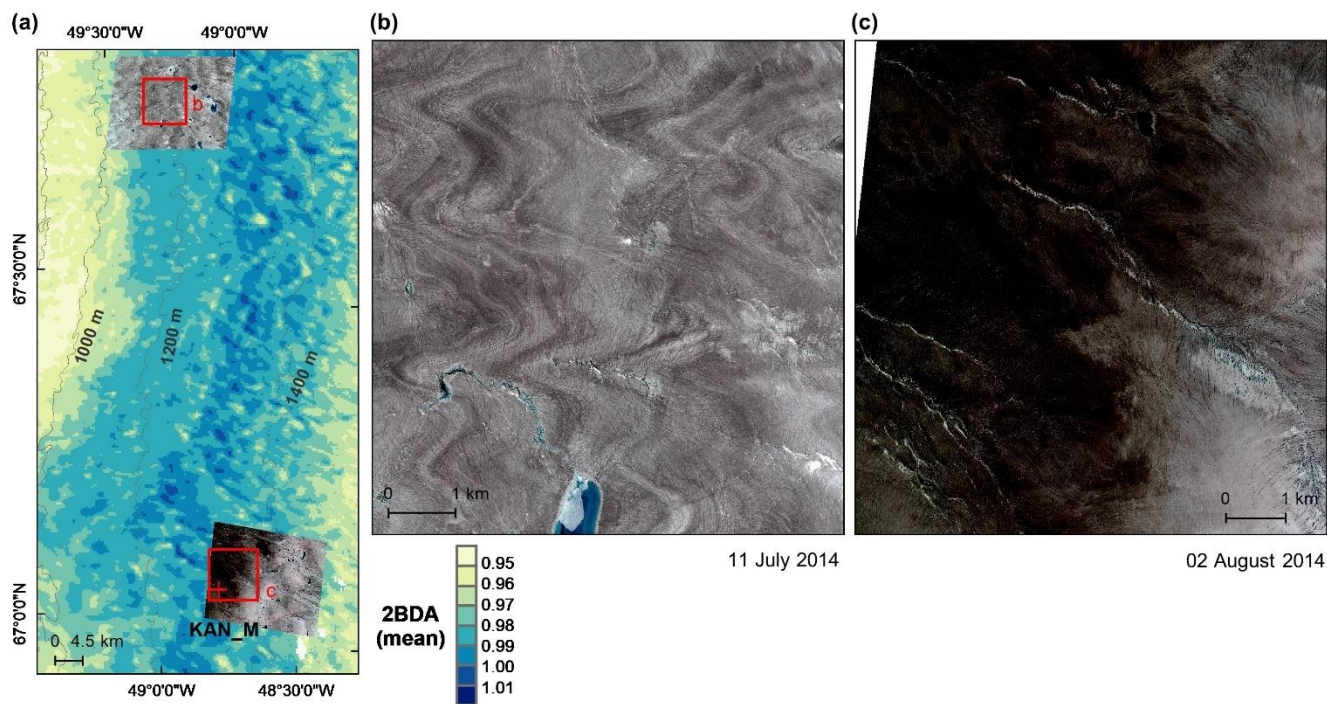 (a)
49°30'0"W 49°0'0"W
67°30'0"N
67°0'0"N
b
1000 m
1200 m
1400 m
c
KAN_M
0 4.5 km
49°0'0"W 48°30'0"W
(b)
0 1 km
11 July 2014
2BDA
(mean)
0.95
0.96
0.97
0.98
0.99
1.00
1.01
(c)
0 1 km
02 August 2014